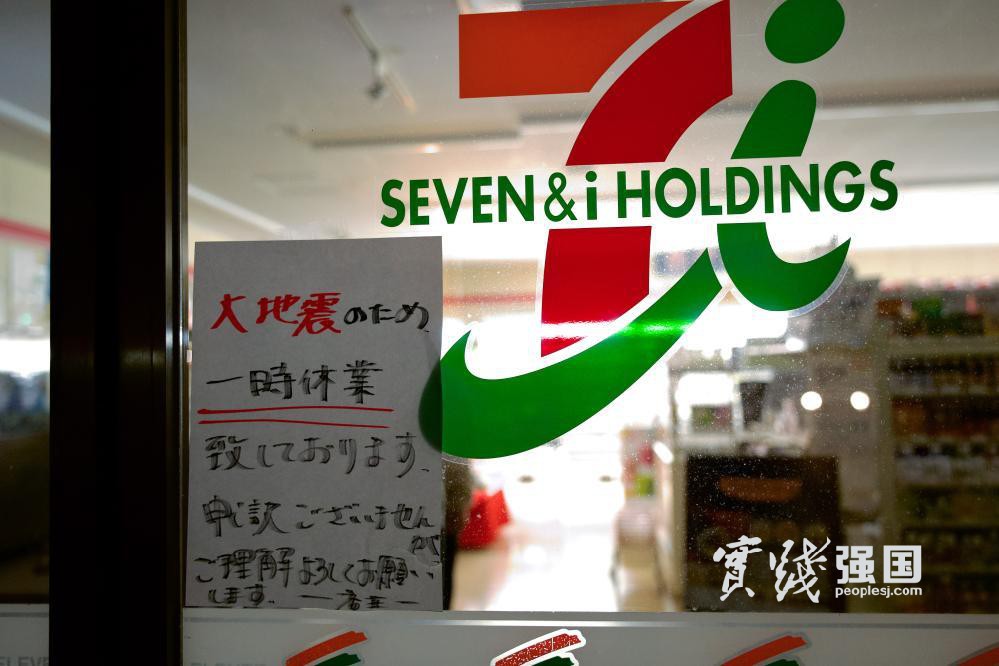 SEVEN & i HOLDINGS
大地震のため
一時休業
致しております。
申し訳ございません
が
ご理解よろしくお願い
します。
實踐强国
peoplesj.com